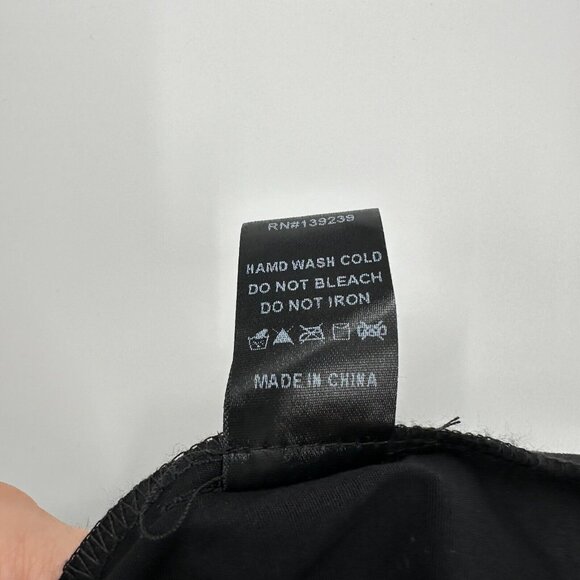 RN#139239
HAMD WASH COLD
DO NOT BLEACH
DO NOT IRON
MADE IN CHINA